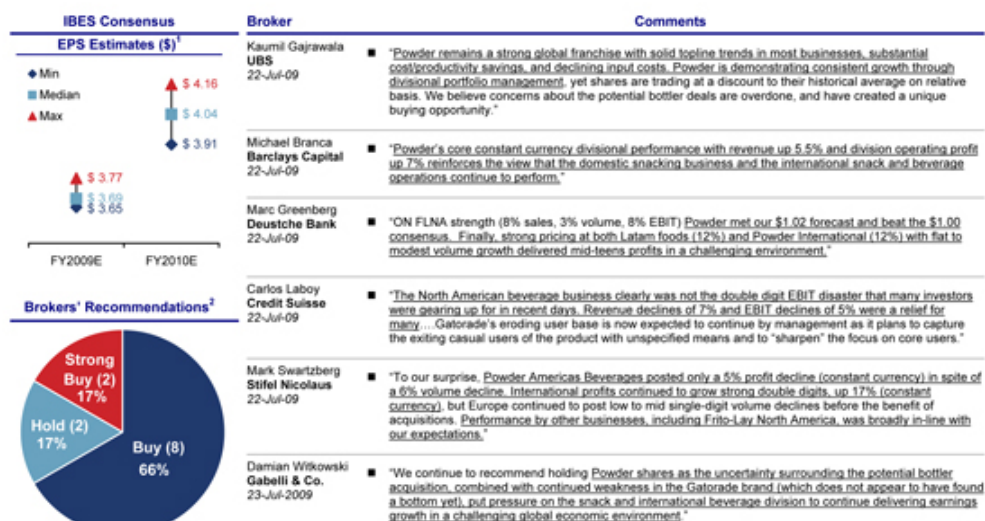 IBES Consensus
EPS Estimates ($)1
Min
Median
Max
$ 4.16
$ 4.04
$ 3.91
$ 3.77
$ 3.69
$ 3.65
FY2009E
FY2010E
Brokers' Recommendations2
Strong
Buy (2)
17%
Hold (2)
17%
Buy (8)
66%
Broker
Comments
Kaumil Gajrawala
UBS
22-Jul-09
■ "Powder remains a strong global franchise with solid topline trends in most businesses, substantial
cost/productivity savings, and declining input costs. Powder is demonstrating consistent growth through
divisional portfolio management, yet shares are trading at a discount to their historical average on relative
basis. We believe concerns about the potential bottler deals are overdone, and have created a unique
buying opportunity."
Michael Branca
Barclays Capital
22-Jul-09
■ "Powder's core constant currency divisional performance with revenue up 5.5% and division operating profit
up 7% reinforces the view that the domestic snacking business and the international snack and beverage
operations continue to perform."
Marc Greenberg
Deustche Bank
22-Jul-09
■ "ON FLNA strength (8% sales, 3% volume, 8% EBIT) Powder met our $1.02 forecast and beat the $1.00
consensus. Finally, strong pricing at both Latam foods (12%) and Powder International (12%) with flat to
modest volume growth delivered mid-teens profits in a challenging environment."
Carlos Laboy
Credit Suisse
22-Jul-09
■ "The North American beverage business clearly was not the double digit EBIT disaster that many investors
were gearing up for in recent days. Revenue declines of 7% and EBIT declines of 5% were a relief for
many....Gatorade's eroding user base is now expected to continue by management as it plans to capture
the exiting casual users of the product with unspecified means and to "sharpen" the focus on core users."
Mark Swartzberg
Stifel Nicolaus
22-Jul-09
■ "To our surprise, Powder Americas Beverages posted only a 5% profit decline (constant currency) in spite of
a 6% volume decline. International profits continued to grow strong double digits, up 17% (constant
currency), but Europe continued to post low to mid single-digit volume declines before the benefit of
acquisitions. Performance by other businesses, including Frito-Lay North America, was broadly in-line with
our expectations."
Damian Witkowski
Gabelli & Co.
23-Jul-2009
■ "We continue to recommend holding Powder shares as the uncertainty surrounding the potential bottler
acquisition, combined with continued weakness in the Gatorade brand (which does not appear to have found
a bottom yet), put pressure on the snack and international beverage division to continue delivering earnings
growth in a challenging global economic environment."